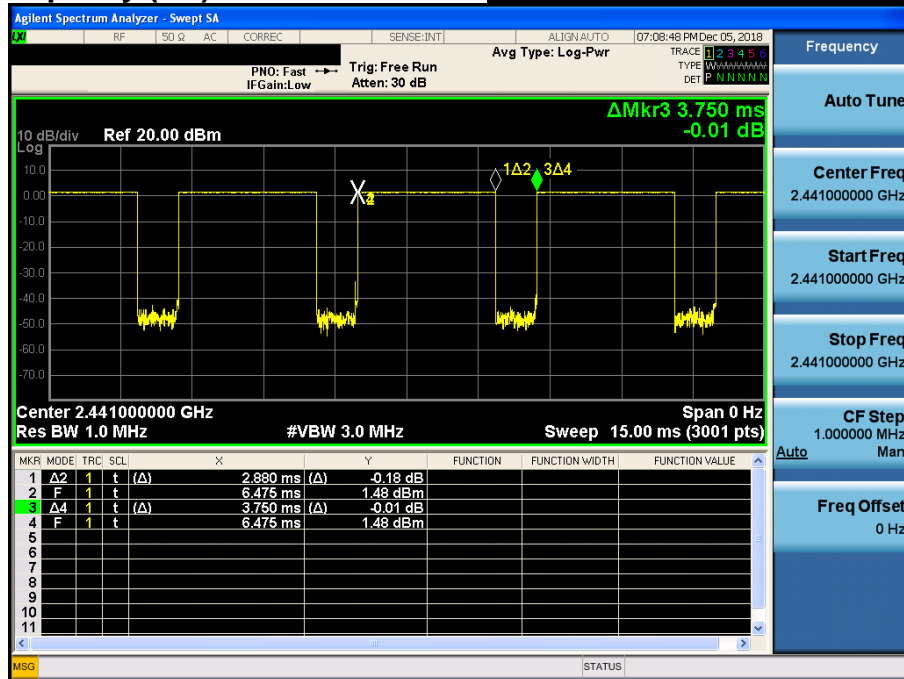 Agilent Spectrum Analyzer - Swept SA
LXI RF 50 Ω AC CORREC SENSE:INT ALIGNAUTO 07:08:48 PM Dec 05, 2018
PNO: Fast
IFGain:Low
Trig: Free Run
Atten: 30 dB
Avg Type: Log-Pwr
TRACE 1 2 3 4 5 6
TYPE WWWWWWW
DET P N N N N N
Frequency
Auto Tune
Center Freq
2.441000000 GHz
Start Freq
2.441000000 GHz
Stop Freq
2.441000000 GHz
CF Step
1.000000 MHz
Auto Man
Freq Offset
0 Hz
ΔMkr3 3.750 ms
-0.01 dB
10 dB/div Ref 20.00 dBm
Log
10.0
0.00
-10.0
-20.0
-30.0
-40.0
-50.0
-60.0
-70.0
1Δ2 3Δ4
Center 2.441000000 GHz Span 0 Hz
Res BW 1.0 MHz #VBW 3.0 MHz Sweep 15.00 ms (3001 pts)
MKR MODE TRC SCL X Y FUNCTION FUNCTION WIDTH FUNCTION VALUE
1 Δ2 1 t (Δ) 2.880 ms (Δ) -0.18 dB
2 F 1 t 6.475 ms 1.48 dBm
3 Δ4 1 t (Δ) 3.750 ms (Δ) -0.01 dB
4 F 1 t 6.475 ms 1.48 dBm
5
6
7
8
9
10
11
MSG STATUS